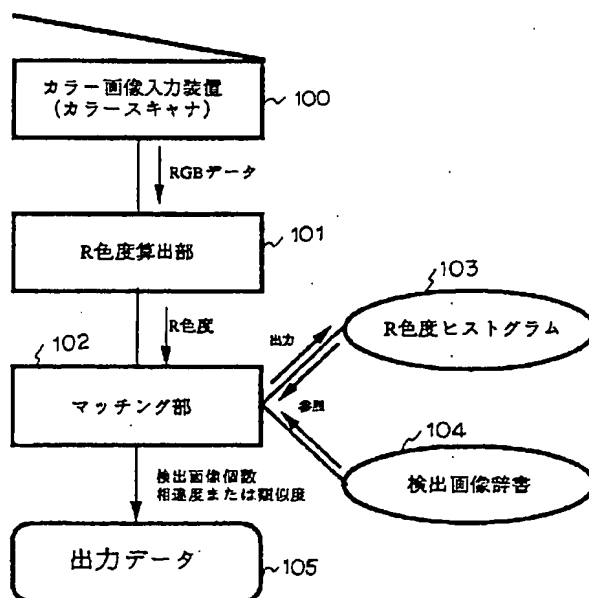 カラー画像入力装置
(カラースキャナ)
100
RGBデータ
R色度算出部
101
R色度
102
マッチング部
出力
参照
103
R色度ヒストグラム
104
検出画像辞書
検出画像個数
相違度または類似度
出力データ
105